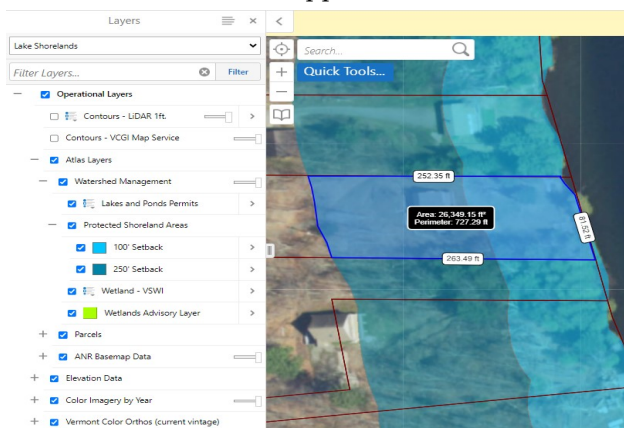 Layers
Lake Shorelands
Filter Layers...
Filter
Operational Layers
Contours - LiDAR 1ft.
Contours - VCGI Map Service
Atlas Layers
Watershed Management
Lakes and Ponds Permits
Protected Shoreland Areas
100' Setback
250' Setback
Wetland - VSWI
Wetlands Advisory Layer
Parcels
ANR Basemap Data
Elevation Data
Color Imagery by Year
Vermont Color Orthos (current vintage)
Search...
Quick Tools...
252.35 ft
Area: 26,349.15 ft²
Perimeter: 727.29 ft
81.52 ft
263.49 ft